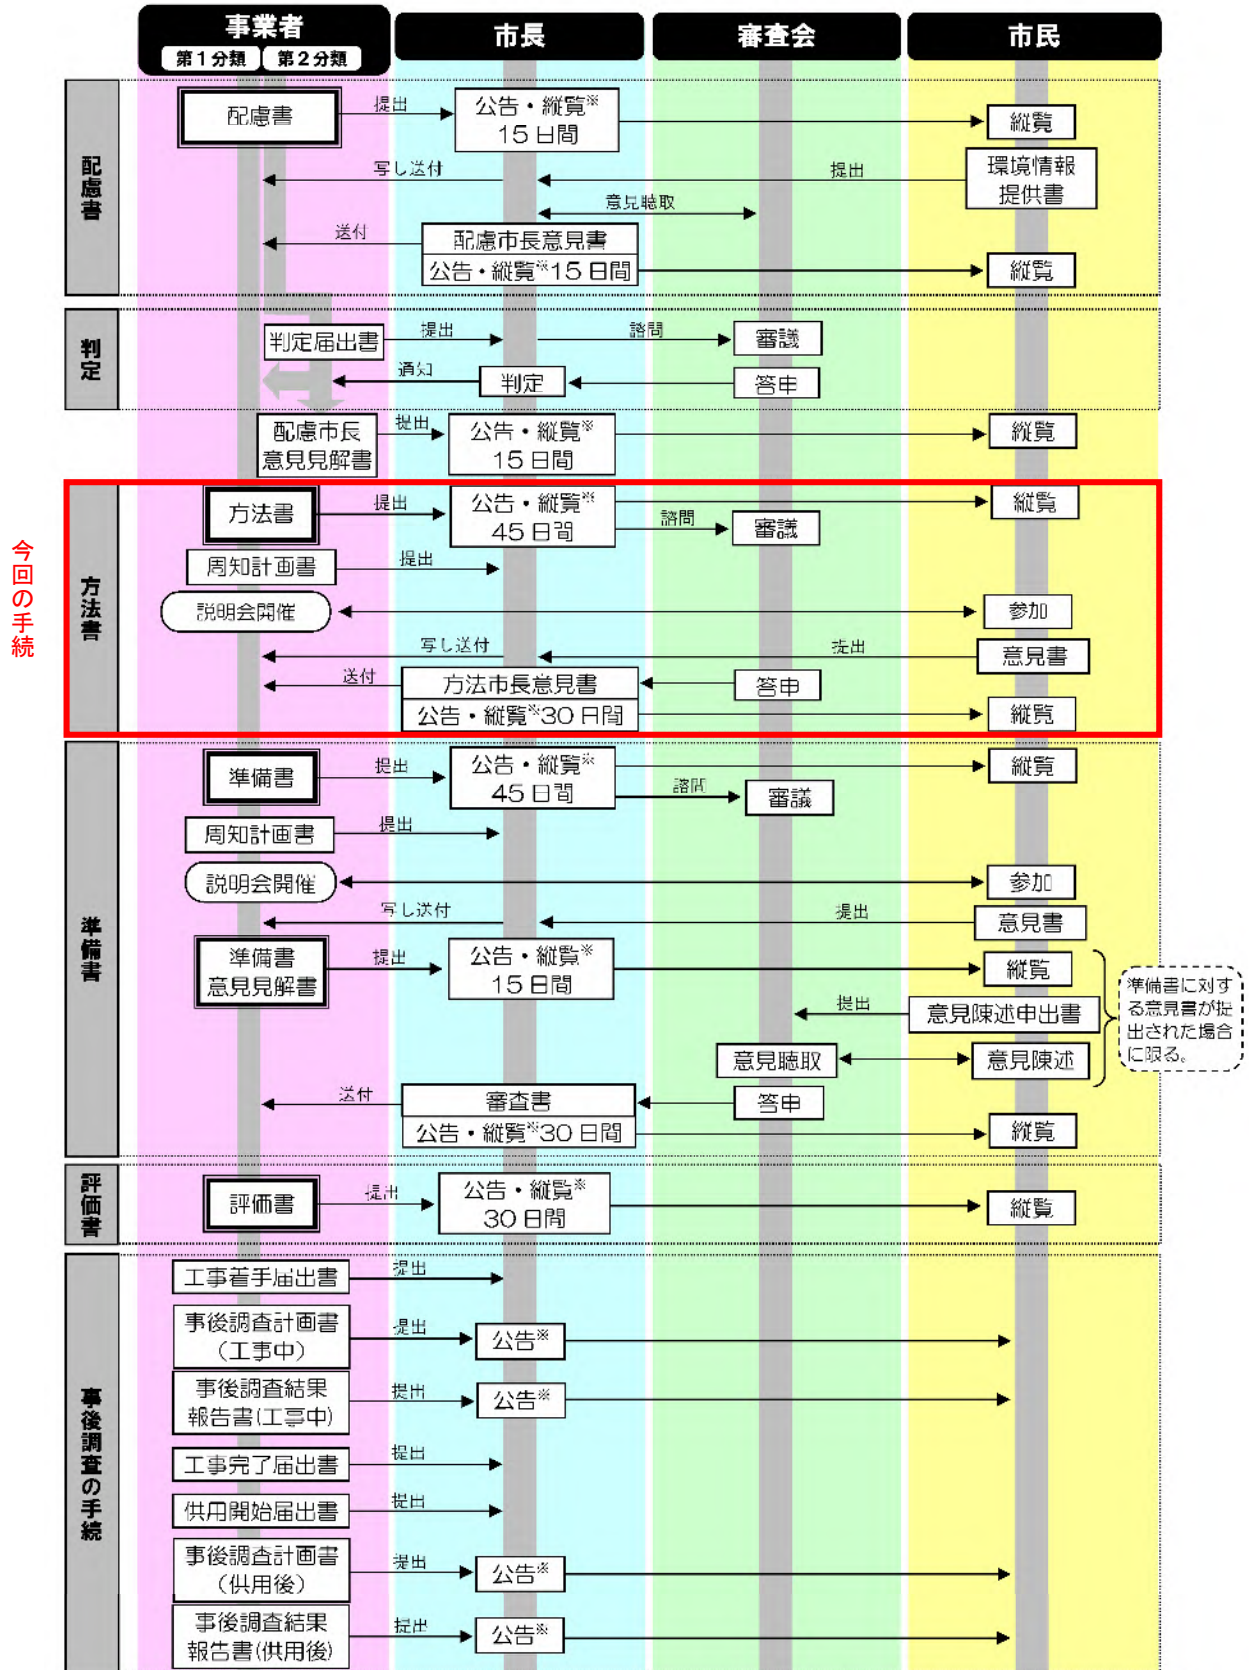 事業者
第1分類 第2分類
市長
審査会
市民
配慮書
配慮書
提出
公告・縦覧※
15日間
縦覧
写し送付
提出
環境情報
提供書
意見聴取
送付
配慮市長意見書
公告・縦覧※15日間
縦覧
判定
判定届出書
提出
諮問
審議
通知
判定
答申
配慮市長
意見見解書
提出
公告・縦覧※
15日間
縦覧
今回の手続
方法書
方法書
提出
公告・縦覧※
45日間
諮問
審議
縦覧
周知計画書
提出
説明会開催
参加
写し送付
提出
意見書
送付
方法市長意見書
答申
公告・縦覧※30日間
縦覧
準備書
準備書
提出
公告・縦覧※
45日間
諮問
審議
縦覧
周知計画書
提出
説明会開催
参加
写し送付
提出
意見書
準備書
意見見解書
提出
公告・縦覧※
15日間
縦覧
提出
意見陳述申出書
意見聴取
意見陳述
準備書に対す
る意見書が提
出された場合
に限る。
送付
審査書
答申
公告・縦覧※30日間
縦覧
評価書
評価書
提出
公告・縦覧※
30日間
縦覧
事後調査の手続
工事着手届出書
提出
事後調査計画書
(工事中)
提出
公告※
事後調査結果
報告書(工事中)
提出
公告※
工事完了届出書
提出
供用開始届出書
提出
事後調査計画書
(供用後)
提出
公告※
事後調査結果
報告書(供用後)
提出
公告※